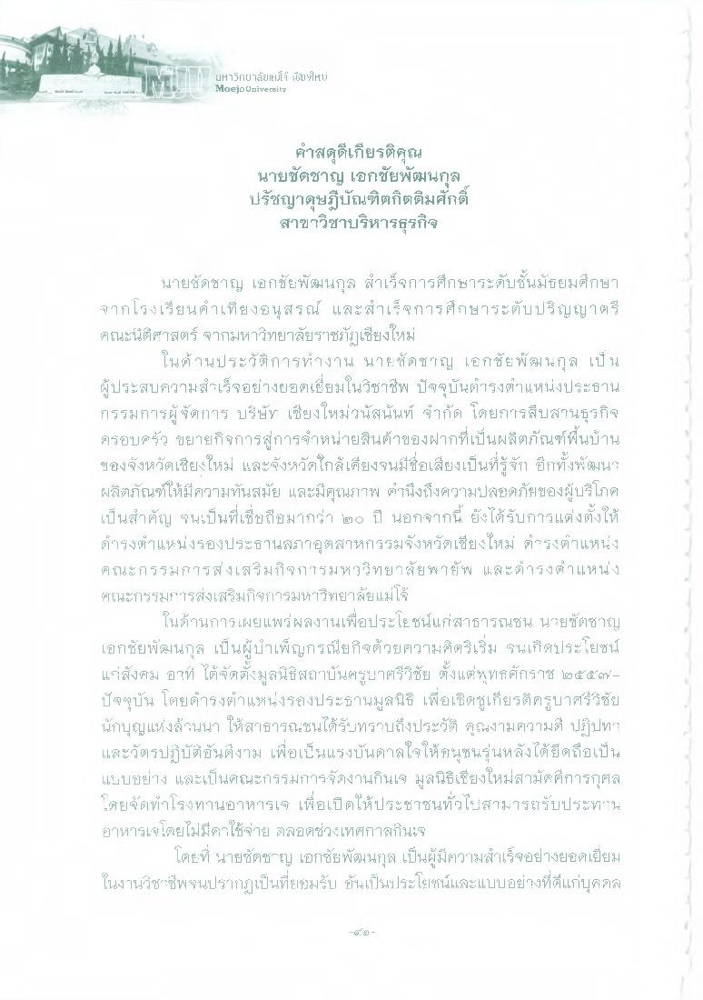 MJU มหาวิทยาลัยแม่โจ้ เชียงใหม่
Maejo University
คำสดุดีเกียรติคุณ
นายชัดชาญ เอกชัยพัฒนกุล
ปรัชญาดุษฎีบัณฑิตกิตติมศักดิ์
สาขาวิชาบริหารธุรกิจ
นายชัดชาญ เอกชัยพัฒนกุล สำเร็จการศึกษาระดับชั้นมัธยมศึกษา
จากโรงเรียนคำเที่ยงอนุสรณ์ และสำเร็จการศึกษาระดับปริญญาตรี
คณะนิติศาสตร์ จากมหาวิทยาลัยราชภัฏเชียงใหม่
ในด้านประวัติการทำงาน นายชัดชาญ เอกชัยพัฒนกุล เป็น
ผู้ประสบความสำเร็จอย่างยอดเยี่ยมในวิชาชีพ ปัจจุบันดำรงตำแหน่งประธาน
กรรมการผู้จัดการ บริษัท เชียงใหม่วนัสนันท์ จำกัด โดยการสืบสานธุรกิจ
ครอบครัว ขยายกิจการสู่การจำหน่ายสินค้าของฝากที่เป็นผลิตภัณฑ์พื้นบ้าน
ของจังหวัดเชียงใหม่ และจังหวัดใกล้เคียงจนมีชื่อเสียงเป็นที่รู้จัก อีกทั้งพัฒนา
ผลิตภัณฑ์ให้มีความทันสมัย และมีคุณภาพ คำนึงถึงความปลอดภัยของผู้บริโภค
เป็นสำคัญ จนเป็นที่เชื่อถือมากว่า ๒๐ ปี นอกจากนี้ ยังได้รับการแต่งตั้งให้
ดำรงตำแหน่งรองประธานสภาอุตสาหกรรมจังหวัดเชียงใหม่ ดำรงตำแหน่ง
คณะกรรมการส่งเสริมกิจการมหาวิทยาลัยพายัพ และดำรงตำแหน่ง
คณะกรรมการส่งเสริมกิจการมหาวิทยาลัยแม่โจ้
ในด้านการเผยแพร่ผลงานเพื่อประโยชน์แก่สาธารณชน นายชัดชาญ
เอกชัยพัฒนกุล เป็นผู้บำเพ็ญกรณียกิจด้วยความคิดริเริ่ม จนเกิดประโยชน์
แก่สังคม อาทิ ได้จัดตั้งมูลนิธิสถาบันครูบาศรีวิชัย ตั้งแต่พุทธศักราช ๒๕๕๗-
ปัจจุบัน โดยดำรงตำแหน่งรองประธานมูลนิธิ เพื่อเชิดชูเกียรติครูบาศรีวิชัย
นักบุญแห่งล้านนา ให้สาธารณชนได้รับทราบถึงประวัติ คุณงามความดี ปฏิปทา
และวัตรปฏิบัติอันดีงาม เพื่อเป็นแรงบันดาลใจให้อนุชนรุ่นหลังได้ยึดถือเป็น
แบบอย่าง และเป็นคณะกรรมการจัดงานกินเจ มูลนิธิเชียงใหม่สามัคคีการกุศล
โดยจัดทำโรงทานอาหารเจ เพื่อเปิดให้ประชาชนทั่วไปสามารถรับประทาน
อาหารเจโดยไม่มีค่าใช้จ่าย ตลอดช่วงเทศกาลกินเจ
โดยที่ นายชัดชาญ เอกชัยพัฒนกุล เป็นผู้มีความสำเร็จอย่างยอดเยี่ยม
ในงานวิชาชีพจนปรากฏเป็นที่ยอมรับ อันเป็นประโยชน์และแบบอย่างที่ดีแก่บุคคล
-๔๑-